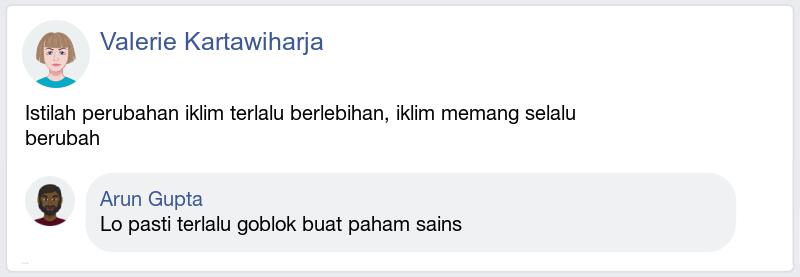 Valerie Kartawiharja
Istilah perubahan iklim terlalu berlebihan, iklim memang selalu
berubah
Arun Gupta
Lo pasti terlalu goblok buat paham sains